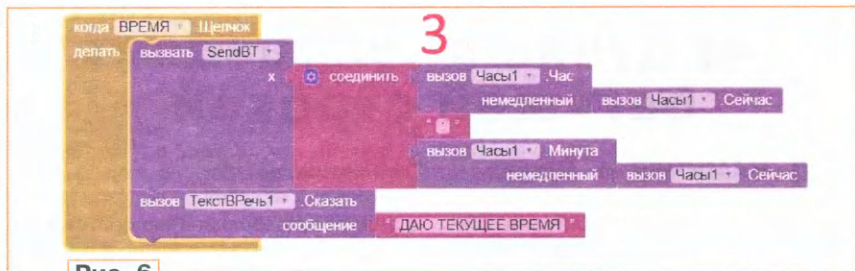 когда ВРЕМЯ .Щелчок
3
делать вызвать SendBT
x соединить вызов Часы1 .Час
немедленный вызов Часы1 .Сейчас
" "
вызов Часы1 .Минута
немедленный вызов Часы1 .Сейчас
вызов ТекстВРечь1 .Сказать
сообщение " ДАЮ ТЕКУЩЕЕ ВРЕМЯ "
Рис. 6